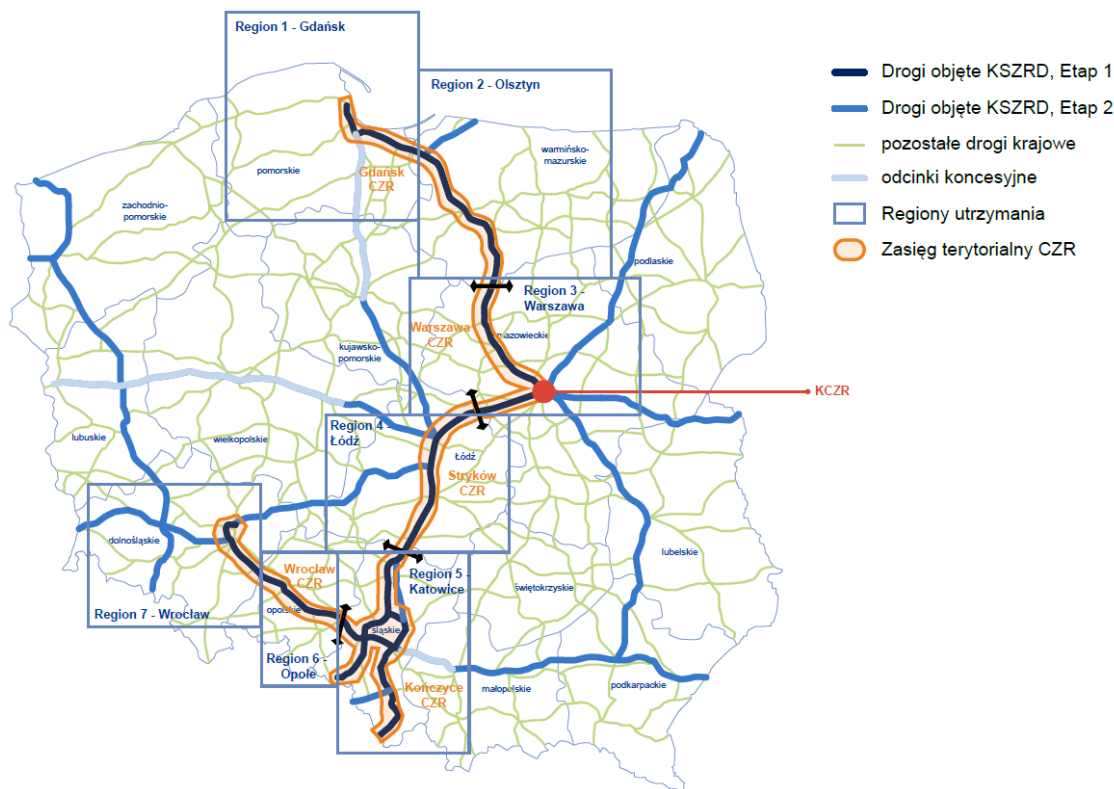 Region 1 - Gdańsk
Region 2 - Olsztyn
Drogi objęte KSZRD, Etap 1
Drogi objęte KSZRD, Etap 2
pozostałe drogi krajowe
odcinki koncesyjne
Regiony utrzymania
Zasięg terytorialny CZR
warmińsko-
mazurskie
pomorskie
Gdańsk
CZR
zachodnio-
pomorskie
podlaskie
Region 3 -
Warszawa
Warszawa
CZR
mazowieckie
kujawsko-
pomorskie
KCZR
Region 4 -
Łódź
lubuskie
wielkopolskie
Łódź
Stryków
CZR
dolnośląskie
lubelskie
Wrocław
CZR
Region 5 -
Katowice
świętokrzyskie
Region 7 - Wrocław
opolskie
śląskie
Region 6 -
Opole
Kończyce
CZR
małopolskie
podkarpackie